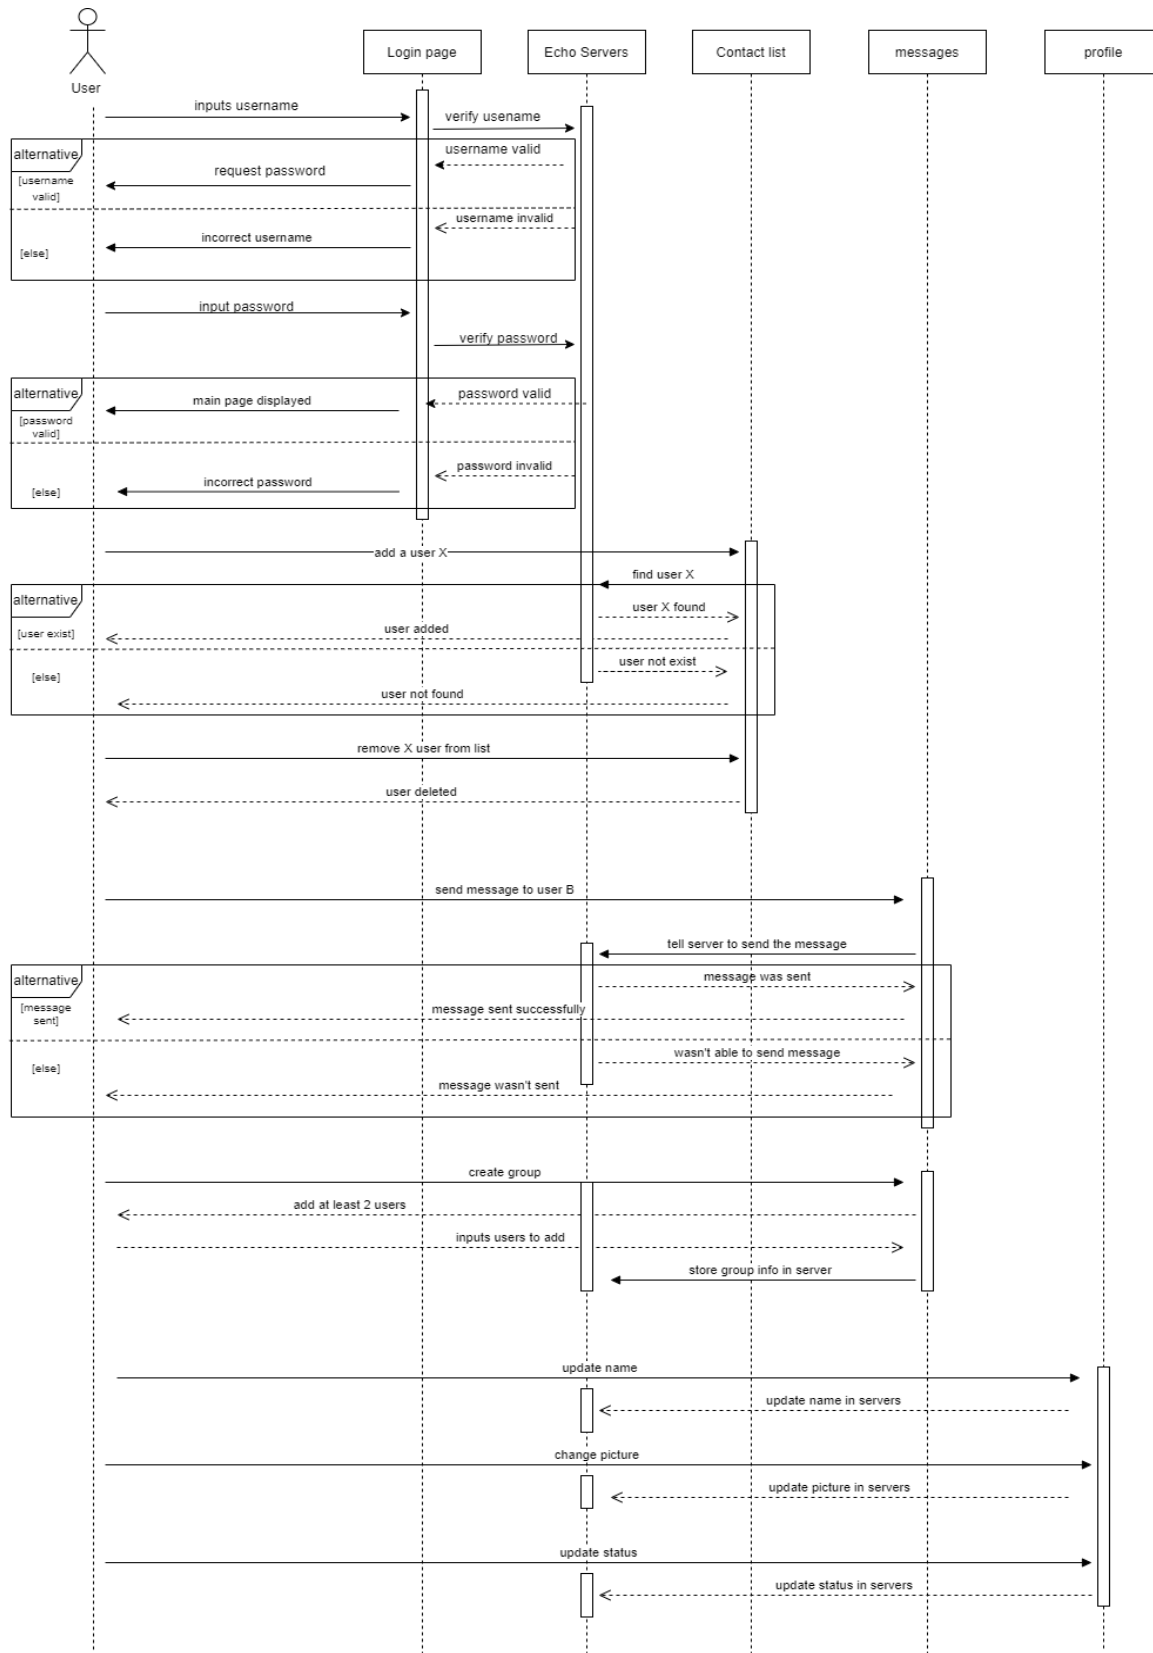 User
Login page
Echo Servers
Contact list
messages
profile
inputs username
verify usename
alternative
username valid
request password
[username
valid]
username invalid
incorrect username
[else]
input password
verify password
alternative
password valid
main page displayed
[password
valid]
password invalid
incorrect password
[else]
add a user X
find user X
alternative
user X found
user added
[user exist]
user not exist
[else]
user not found
remove X user from list
user deleted
send message to user B
tell server to send the message
alternative
message was sent
[message
sent]
message sent successfully
wasn't able to send message
[else]
message wasn't sent
create group
add at least 2 users
inputs users to add
store group info in server
update name
update name in servers
change picture
update picture in servers
update status
update status in servers